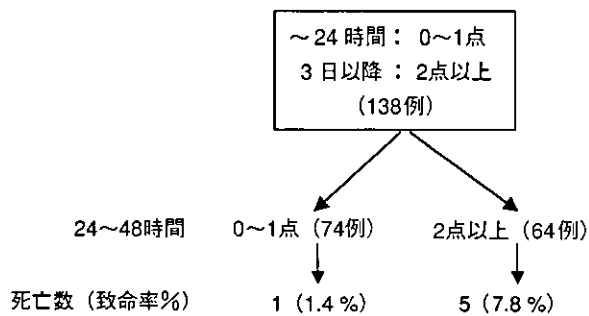 ～24時間： 0～1点
3日以降： 2点以上
（138例）
24～48時間 0～1点（74例） 2点以上（64例）
死亡数（致命率％） 1（1.4％） 5（7.8％）